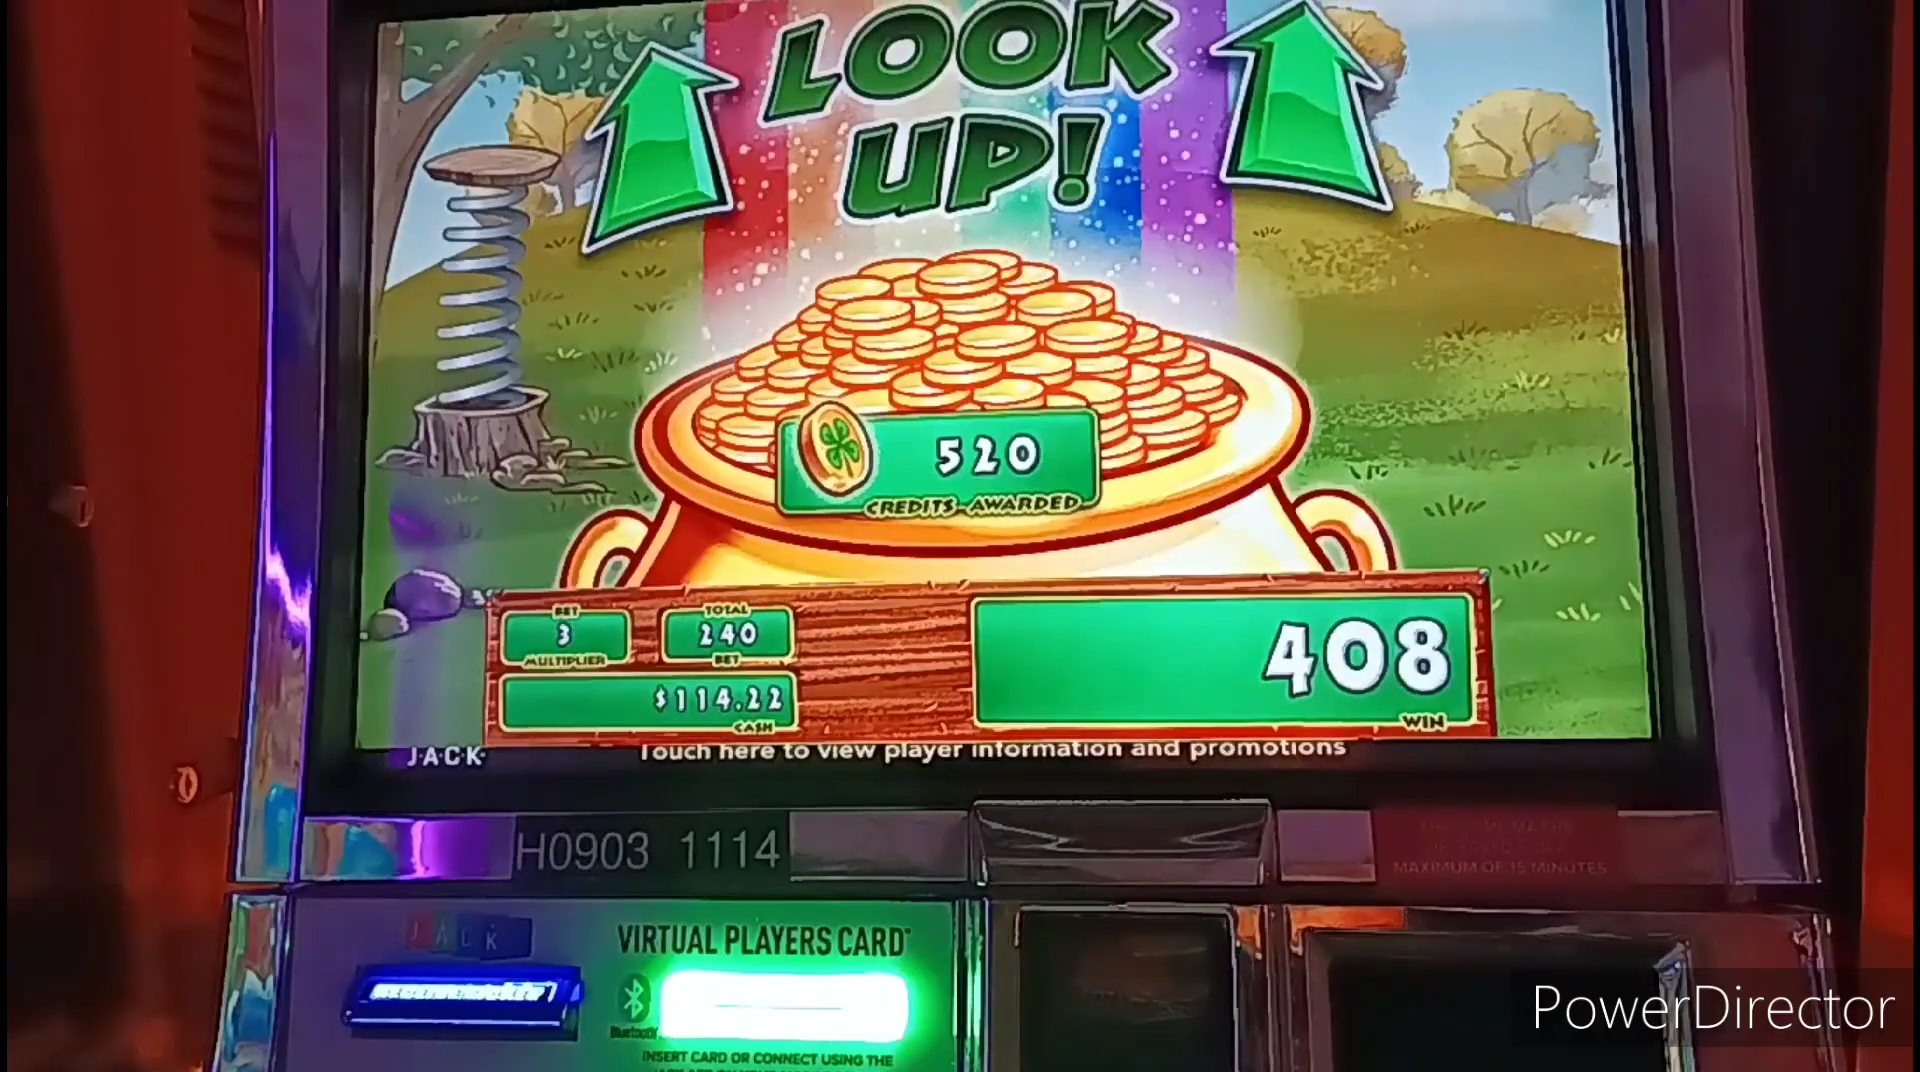 LOOK
UP!
520
CREDITS AWARDED
BET
3
MULTIPLIER
TOTAL
240
BET
$114.22
CASH
408
WIN
J·A·C·K
Touch here to view player information and promotions
H0903 1114
MAXIMUM OF 15 MINUTES
JACK
VIRTUAL PLAYERS CARD
Bluetooth
INSERT CARD OR CONNECT USING THE
PowerDirector